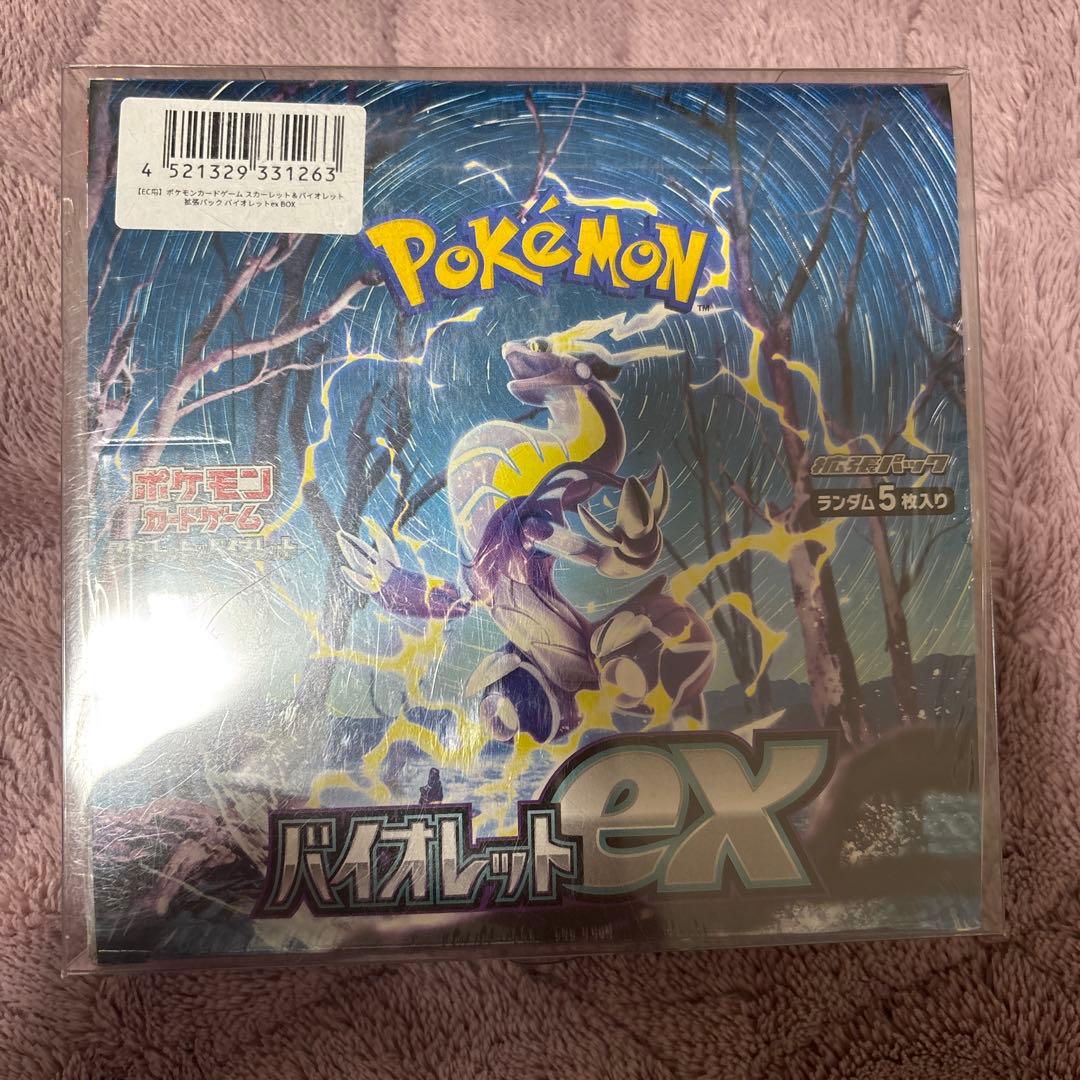 4 521329 331263
【EC用】ポケモンカードゲーム スカーレット＆バイオレット
拡張パック バイオレットex BOX
POKéMON
TM
拡張パック
ランダム5枚入り
ポケモン
カードゲーム
バイオレットex